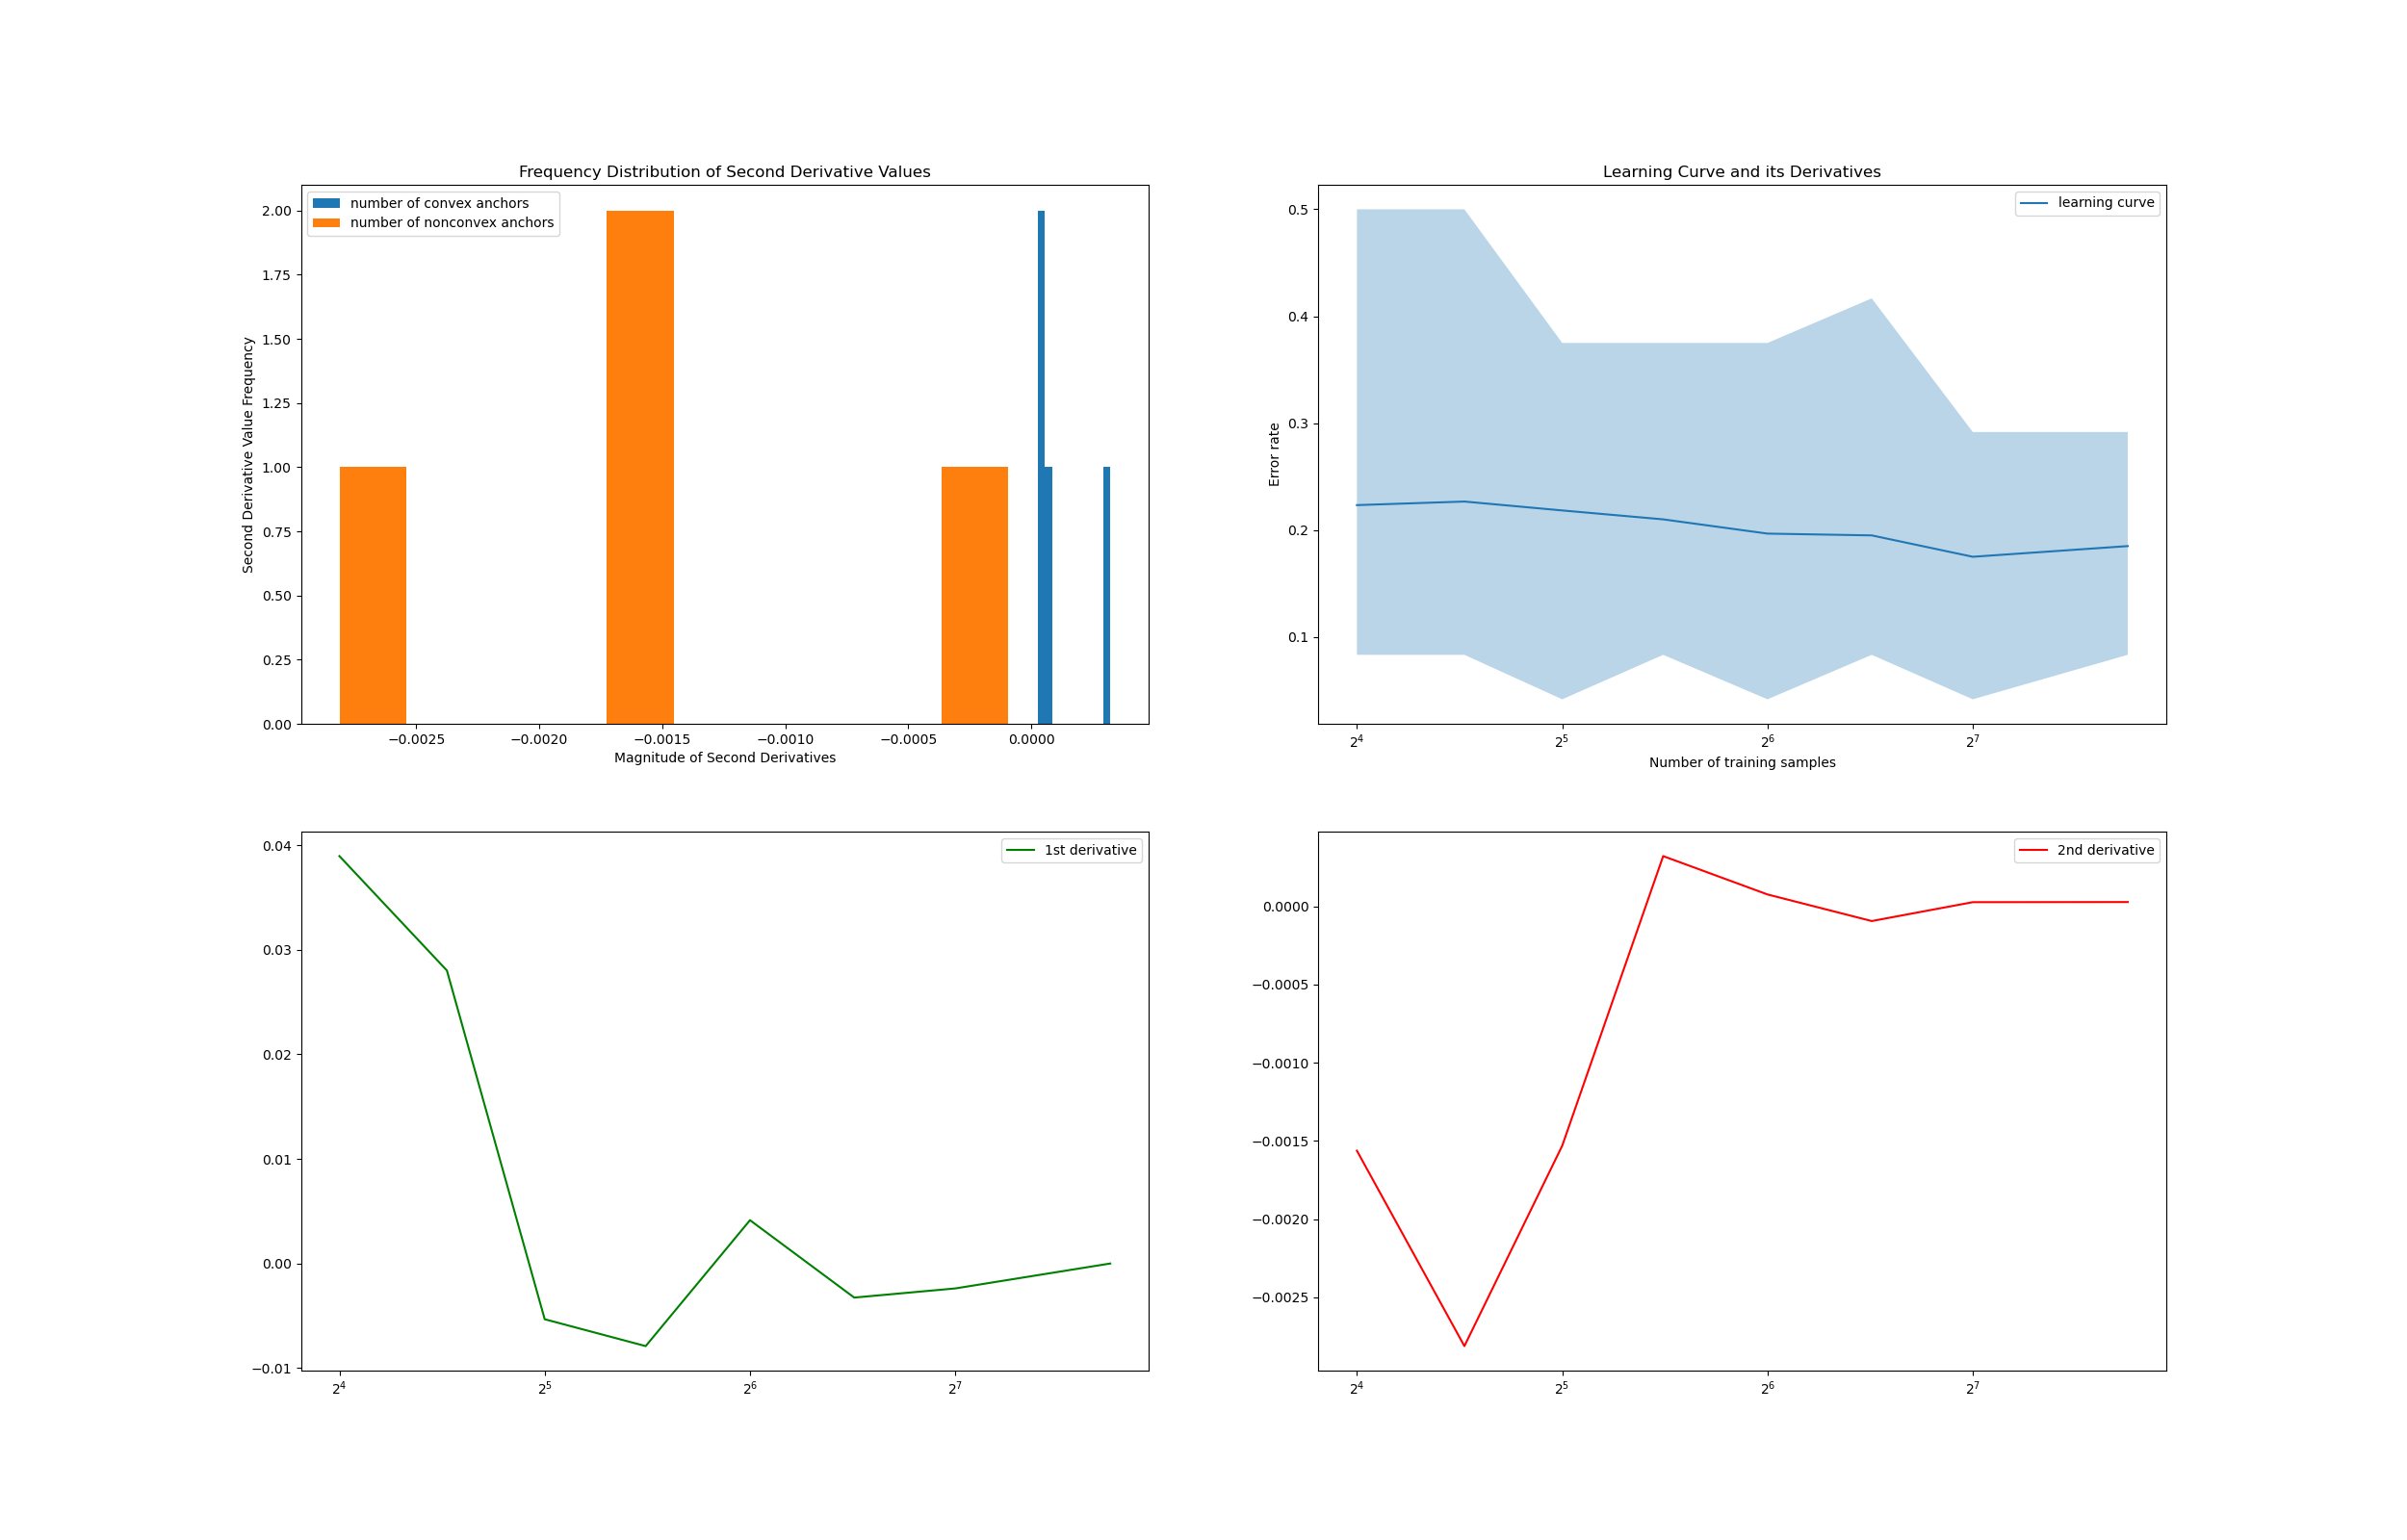 Frequency Distribution of Second Derivative Values
number of convex anchors
number of nonconvex anchors
2.00
1.75
1.50
1.25
1.00
0.75
0.50
0.25
0.00
Second Derivative Value Frequency
−0.0025 −0.0020 −0.0015 −0.0010 −0.0005 0.0000
Magnitude of Second Derivatives
Learning Curve and its Derivatives
learning curve
0.5
0.4
0.3
0.2
0.1
Error rate
2⁴ 2⁵ 2⁶ 2⁷
Number of training samples
1st derivative
0.04
0.03
0.02
0.01
0.00
−0.01
2⁴ 2⁵ 2⁶ 2⁷
2nd derivative
0.0000
−0.0005
−0.0010
−0.0015
−0.0020
−0.0025
2⁴ 2⁵ 2⁶ 2⁷